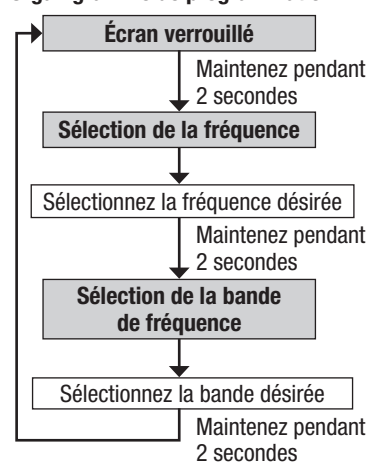 Écran verrouillé
Maintenez pendant
2 secondes
Sélection de la fréquence
Sélectionnez la fréquence désirée
Maintenez pendant
2 secondes
Sélection de la bande
de fréquence
Sélectionnez la bande désirée
Maintenez pendant
2 secondes